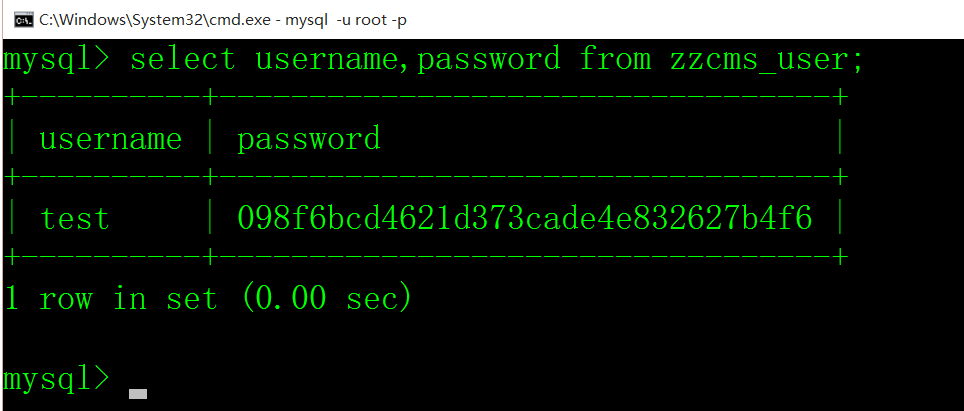 C:\Windows\System32\cmd.exe - mysql  -u root -p
mysql> select username,password from zzcms_user;
+----------+----------------------------------+
| username | password                         |
+----------+----------------------------------+
| test     | 098f6bcd4621d373cade4e832627b4f6 |
+----------+----------------------------------+
1 row in set (0.00 sec)
mysql>